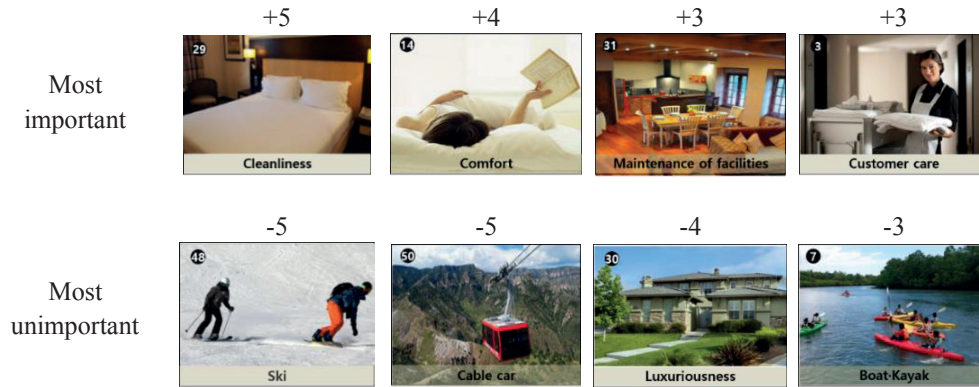 +5 +4 +3 +3
Most
important
29 14 31 3
Cleanliness Comfort Maintenance of facilities Customer care
-5 -5 -4 -3
Most
unimportant
48 50 30 7
Ski Cable car Luxuriousness Boat·Kayak